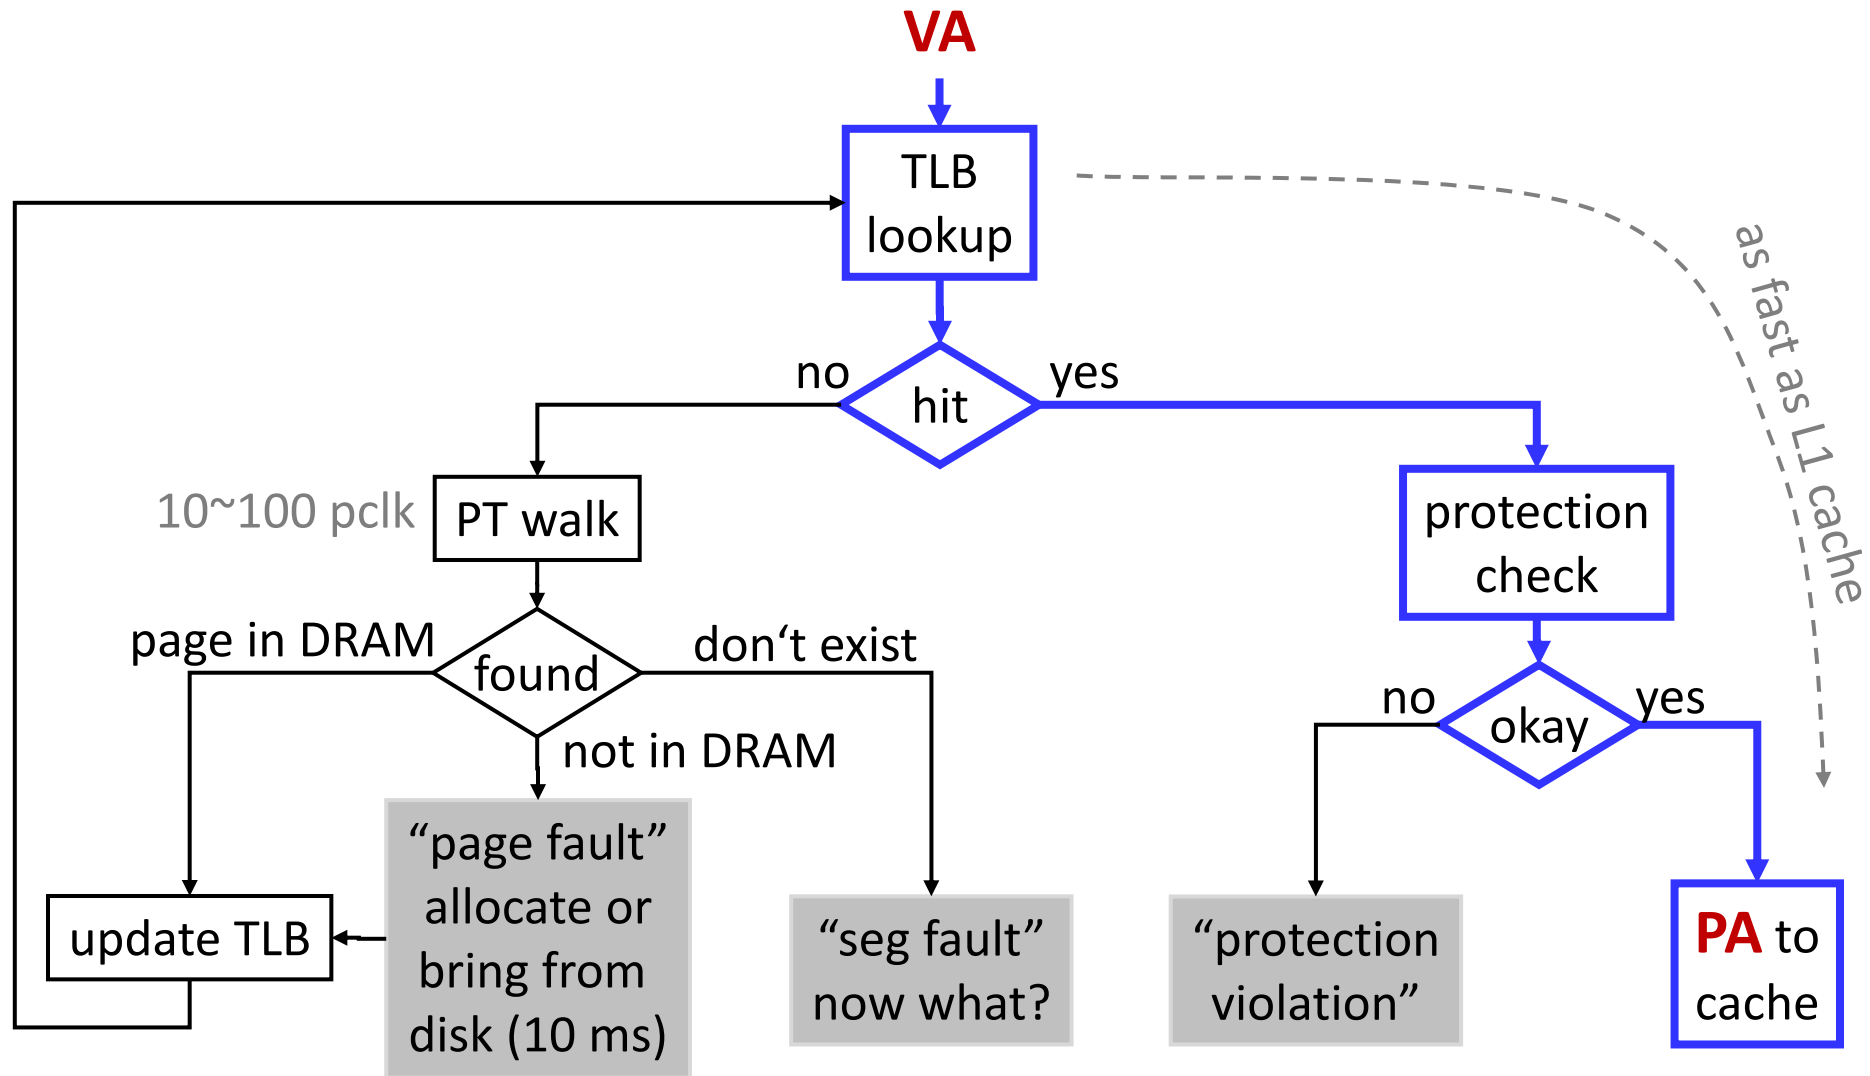 VA
TLB
lookup
as fast as L1 cache
no
yes
hit
10~100 pclk
PT walk
protection
check
page in DRAM
found
don‘t exist
not in DRAM
no
okay
yes
“page fault”
allocate or
bring from
disk (10 ms)
update TLB
“seg fault”
now what?
“protection
violation”
PA to
cache